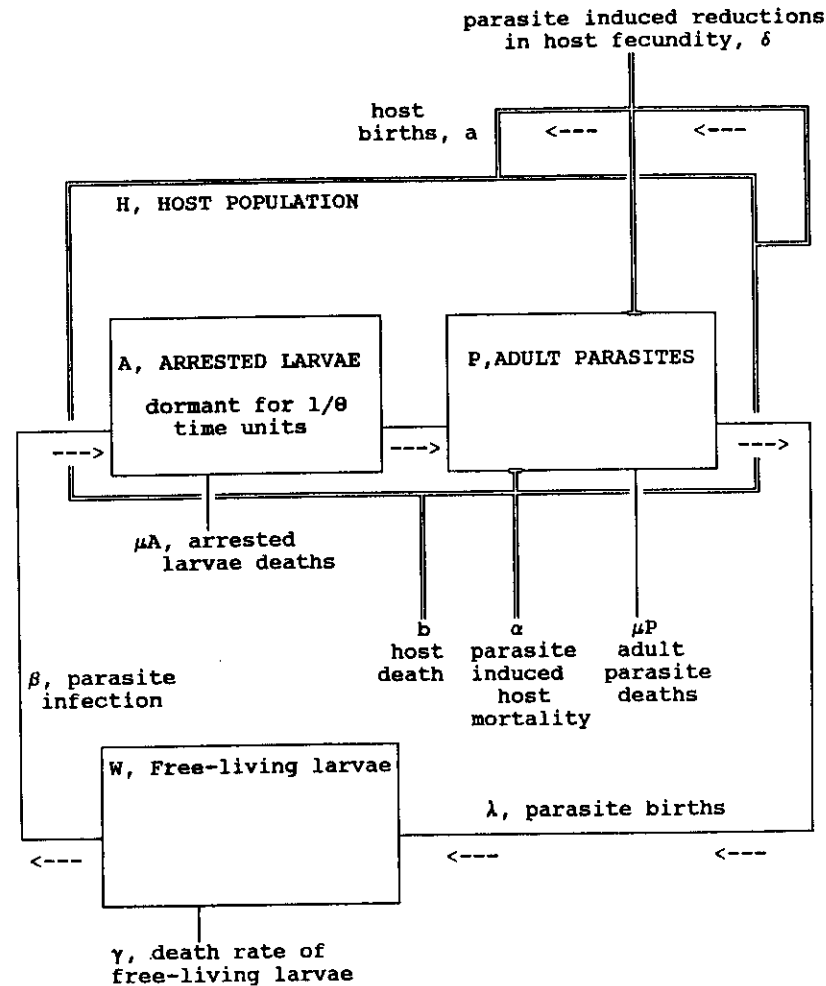 parasite induced reductions
in host fecundity, δ
host
births, a
<---
<---
H, HOST POPULATION
A, ARRESTED LARVAE
dormant for 1/θ
time units
P,ADULT PARASITES
--->
--->
--->
μA, arrested
larvae deaths
b
host
death
α
parasite
induced
host
mortality
μP
adult
parasite
deaths
β, parasite
infection
W, Free-living larvae
λ, parasite births
<---
<---
<---
γ, death rate of
free-living larvae